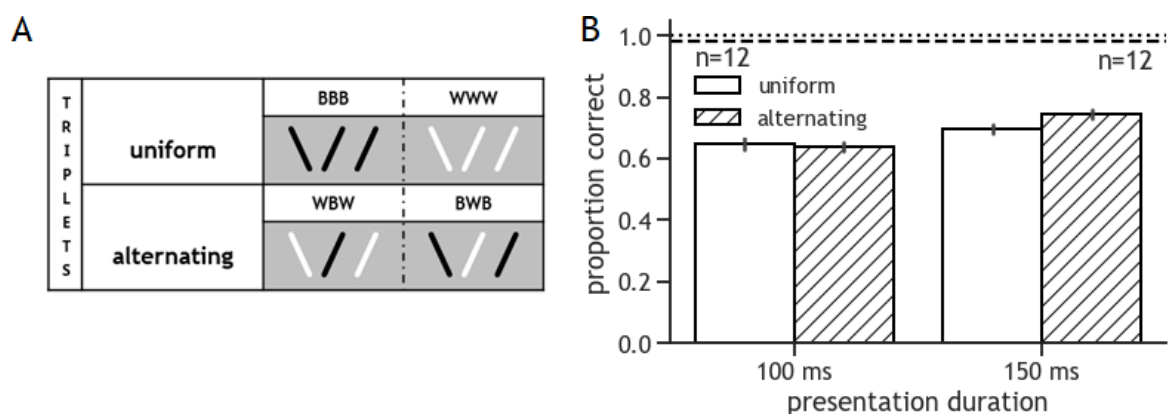 A
TRIPLETS
BBB WWW
uniform
WBW BWB
alternating
B
proportion correct
1.0
0.8
0.6
0.4
0.2
0.0
n=12 n=12
uniform
alternating
100 ms 150 ms
presentation duration